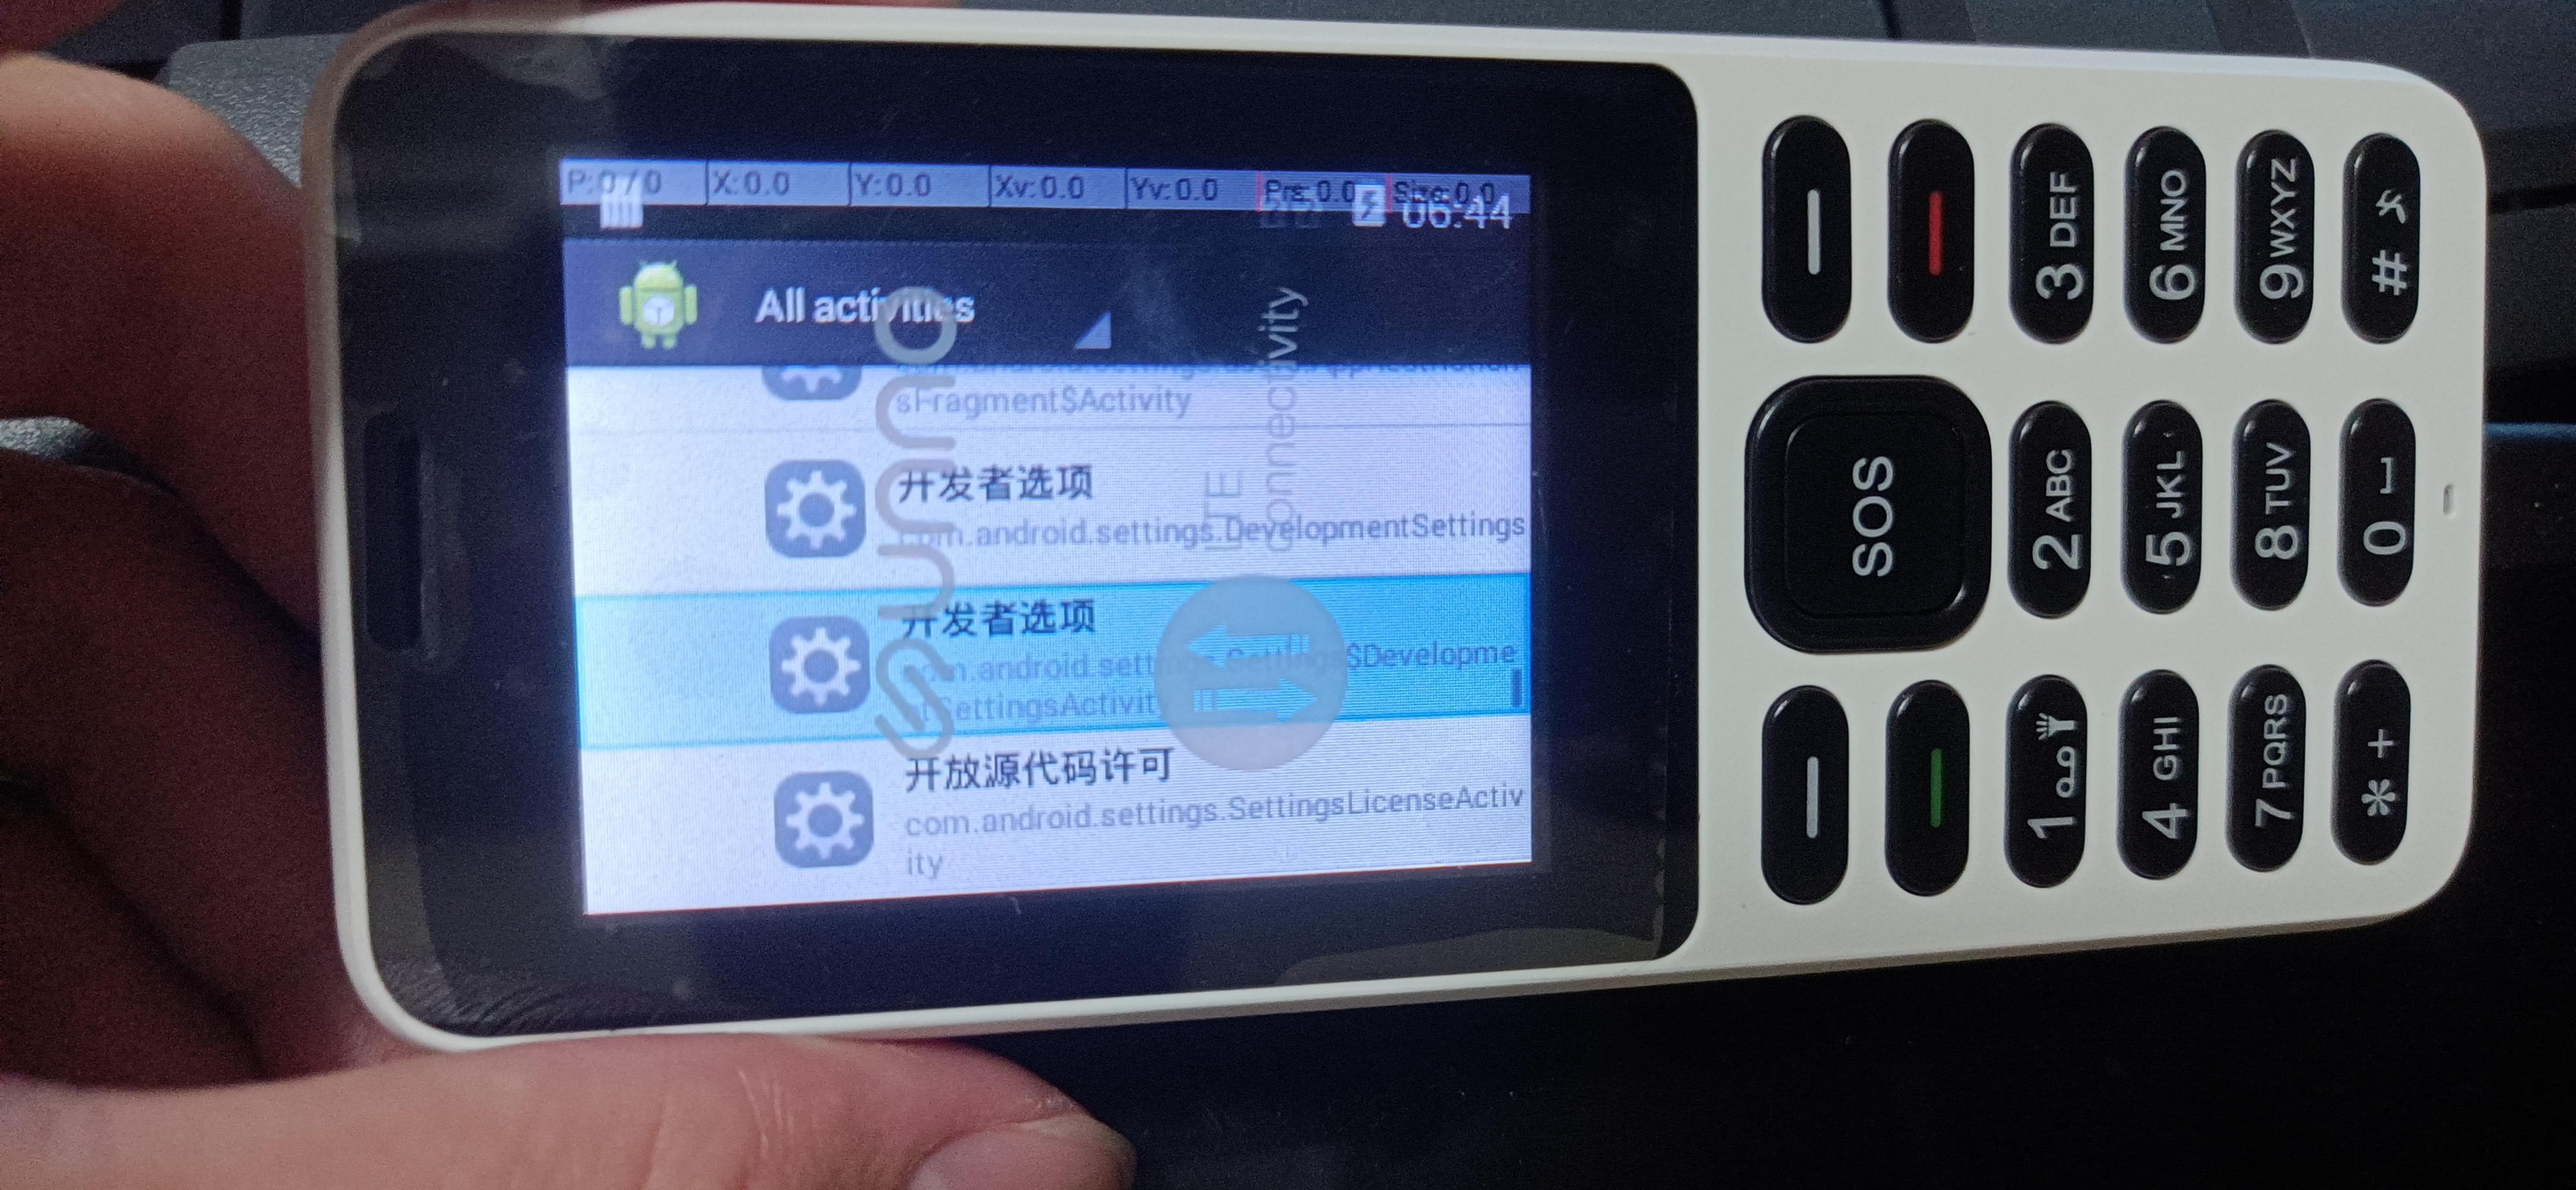 P:0/0 X:0.0 Y:0.0 Xv:0.0 Yv:0.0 Prs:0.0 Size:0.0
06:44
All activities
sFragment$Activity
开发者选项
com.android.settings.DevelopmentSettings
开发者选项
com.android.settings.Settings$Developme
ntSettingsActivity
开放源代码许可
com.android.settings.SettingsLicenseActiv
ity
sunno
LTE
connectivity
SOS
1
2 ABC
3 DEF
4 GHI
5 JKL
6 MNO
7 PQRS
8 TUV
9 WXYZ
* +
0
#